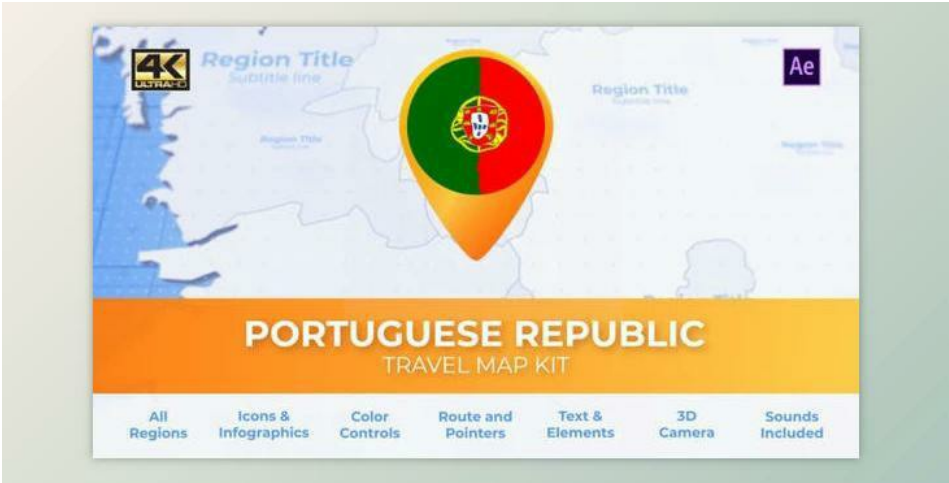 4K
ULTRA HD
Region Title
Subtitle line
Ae
Region Title
Subtitle line
Region Title
Region Title
PORTUGUESE REPUBLIC
TRAVEL MAP KIT
All
Regions
Icons &
Infographics
Color
Controls
Route and
Pointers
Text &
Elements
3D
Camera
Sounds
Included